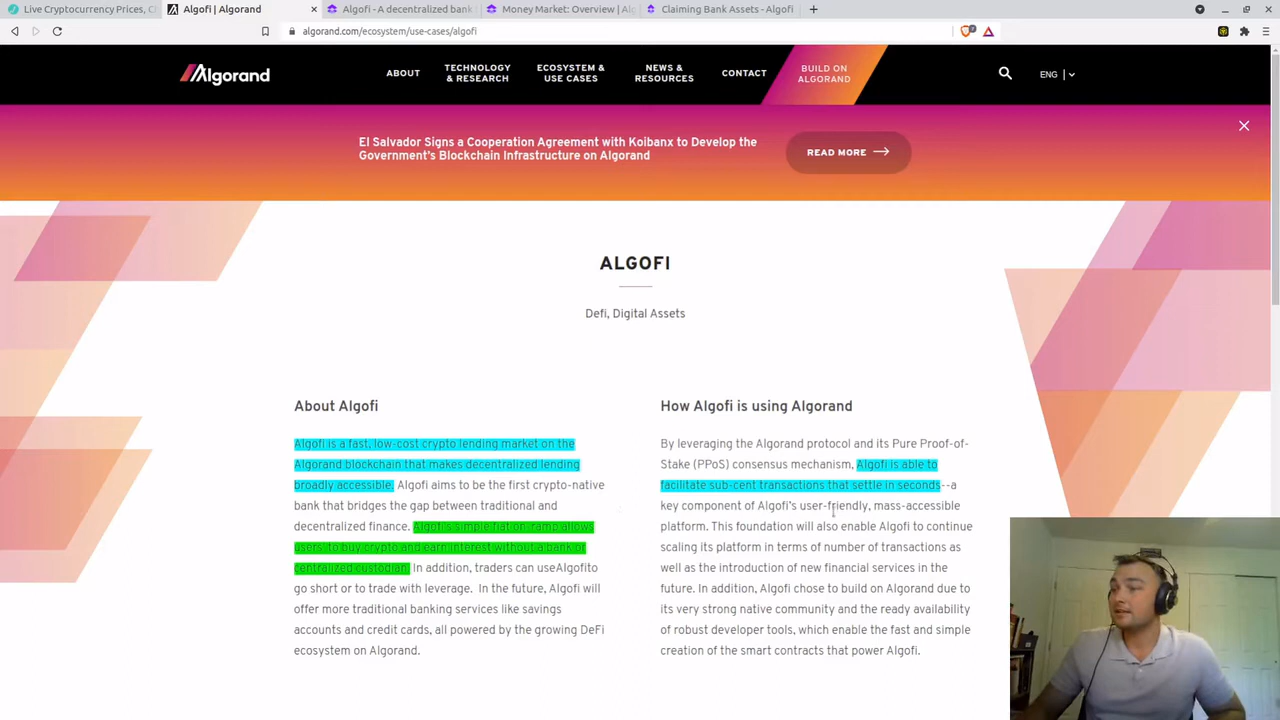 Live Cryptocurrency Prices, C
Algofi | Algorand
Algofi - A decentralized bank
Money Market: Overview | Alg
Claiming Bank Assets - Algofi
algorand.com/ecosystem/use-cases/algofi
Algorand
ABOUT
TECHNOLOGY
& RESEARCH
ECOSYSTEM &
USE CASES
NEWS &
RESOURCES
CONTACT
BUILD ON
ALGORAND
ENG
El Salvador Signs a Cooperation Agreement with Koibanx to Develop the
Government's Blockchain Infrastructure on Algorand
READ MORE
ALGOFI
Defi, Digital Assets
About Algofi
Algofi is a fast, low-cost crypto lending market on the
Algorand blockchain that makes decentralized lending
broadly accessible. Algofi aims to be the first crypto-native
bank that bridges the gap between traditional and
decentralized finance. Algofi's simple fiat on-ramp allows
users to buy crypto and earn interest without a bank or
centralized custodian. In addition, traders can useAlgofito
go short or to trade with leverage. In the future, Algofi will
offer more traditional banking services like savings
accounts and credit cards, all powered by the growing DeFi
ecosystem on Algorand.
How Algofi is using Algorand
By leveraging the Algorand protocol and its Pure Proof-of-
Stake (PPoS) consensus mechanism, Algofi is able to
facilitate sub-cent transactions that settle in seconds--a
key component of Algofi's user-friendly, mass-accessible
platform. This foundation will also enable Algofi to continue
scaling its platform in terms of number of transactions as
well as the introduction of new financial services in the
future. In addition, Algofi chose to build on Algorand due to
its very strong native community and the ready availability
of robust developer tools, which enable the fast and simple
creation of the smart contracts that power Algofi.